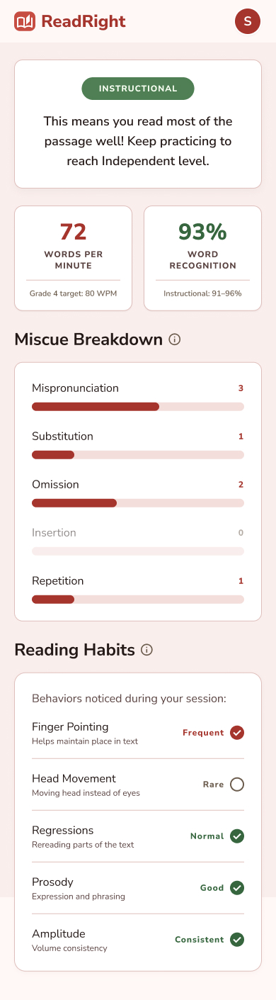 ReadRight
S
INSTRUCTIONAL
This means you read most of the
passage well! Keep practicing to
reach Independent level.
72
WORDS PER
MINUTE
Grade 4 target: 80 WPM
93%
WORD
RECOGNITION
Instructional: 91–96%
Miscue Breakdown
Mispronunciation 3
Substitution 1
Omission 2
Insertion 0
Repetition 1
Reading Habits
Behaviors noticed during your session:
Finger Pointing
Helps maintain place in text
Frequent
Head Movement
Moving head instead of eyes
Rare
Regressions
Rereading parts of the text
Normal
Prosody
Expression and phrasing
Good
Amplitude
Volume consistency
Consistent